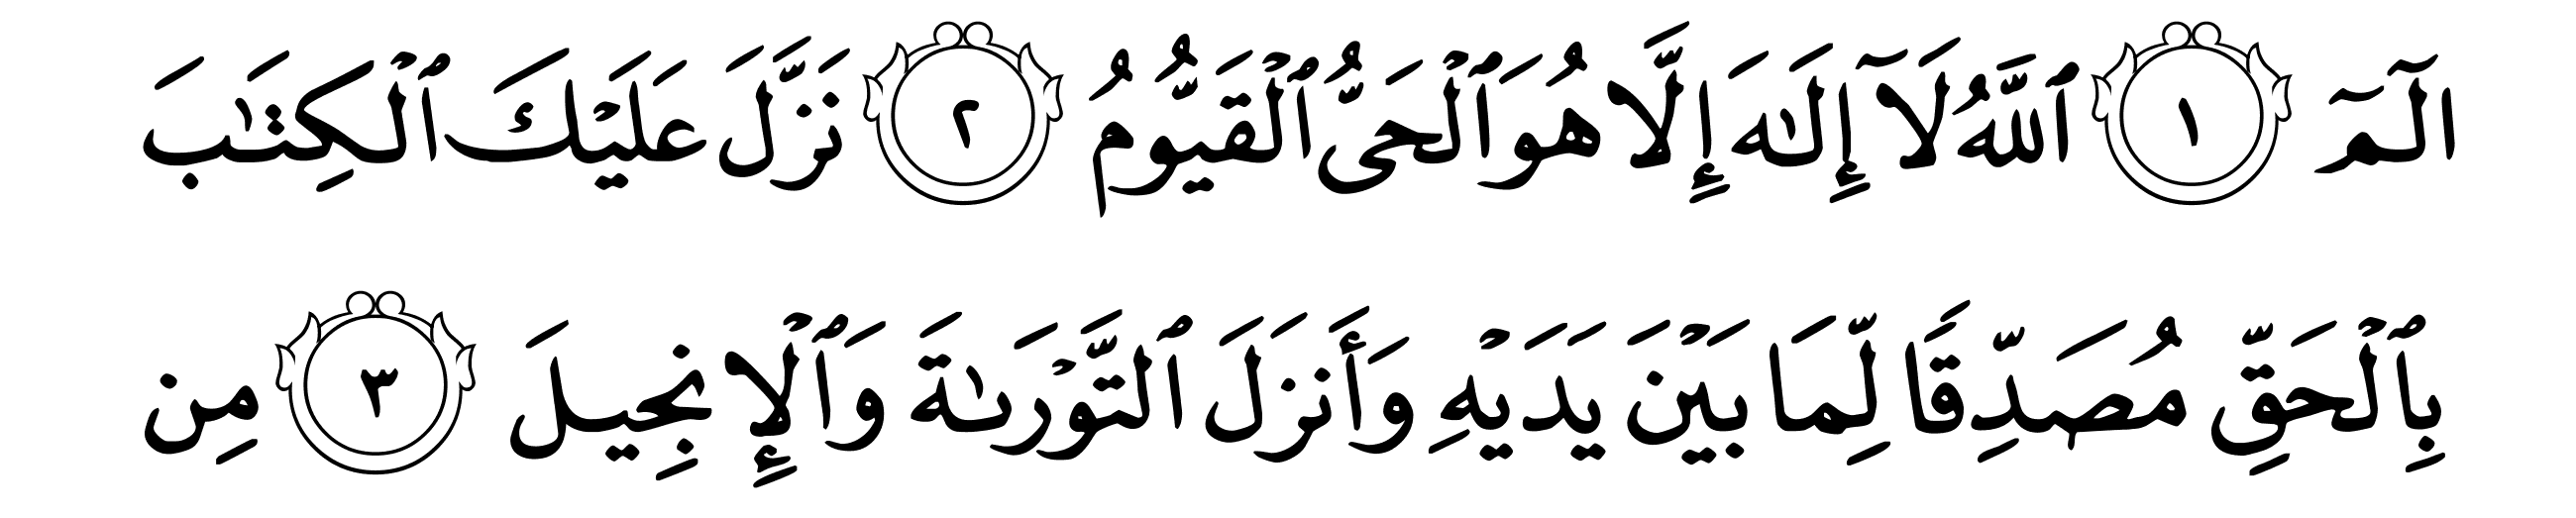 الٓمٓ ١ ٱللَّهُ لَآ إِلَٰهَ إِلَّا هُوَ ٱلْحَىُّ ٱلْقَيُّومُ ٢ نَزَّلَ عَلَيْكَ ٱلْكِتَٰبَ
بِٱلْحَقِّ مُصَدِّقًا لِّمَا بَيْنَ يَدَيْهِ وَأَنزَلَ ٱلتَّوْرَىٰةَ وَٱلْإِنجِيلَ ٣ مِن